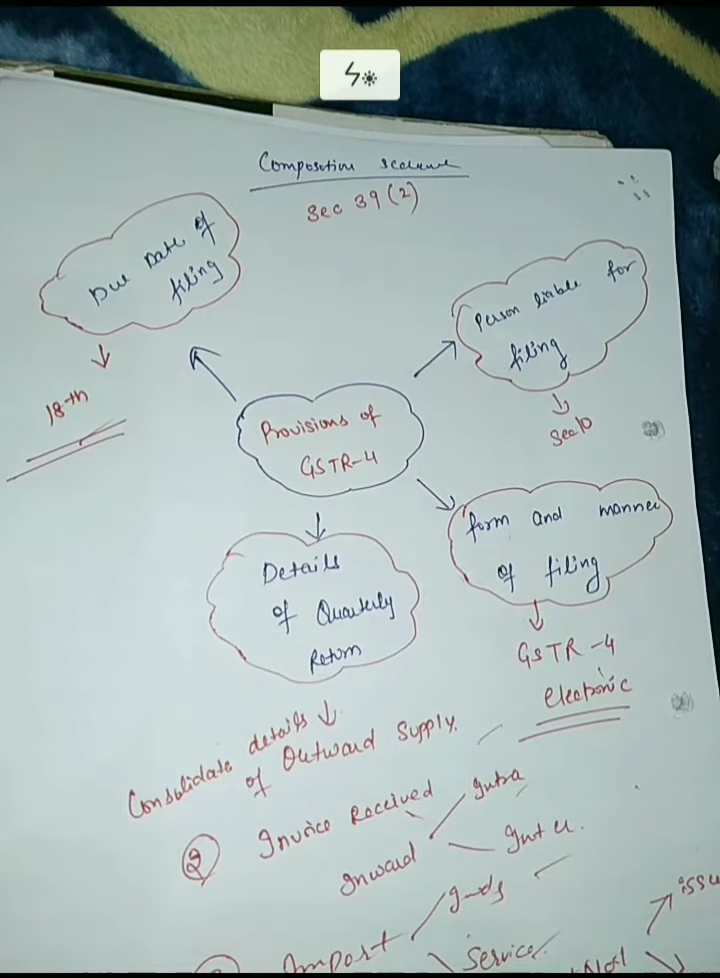 Composition scheme
Sec 39(2)
Due Date of
filing
18th
Person liable for
filing
Sec 10
Provisions of
GSTR-4
form and manner
of filing
GSTR-4
Electronic
Details
of Quarterly
Return
Consolidate details
of Outward Supply.
② Invoice Received
Inward
Intra
Inter.
Import
goods
Service
issu